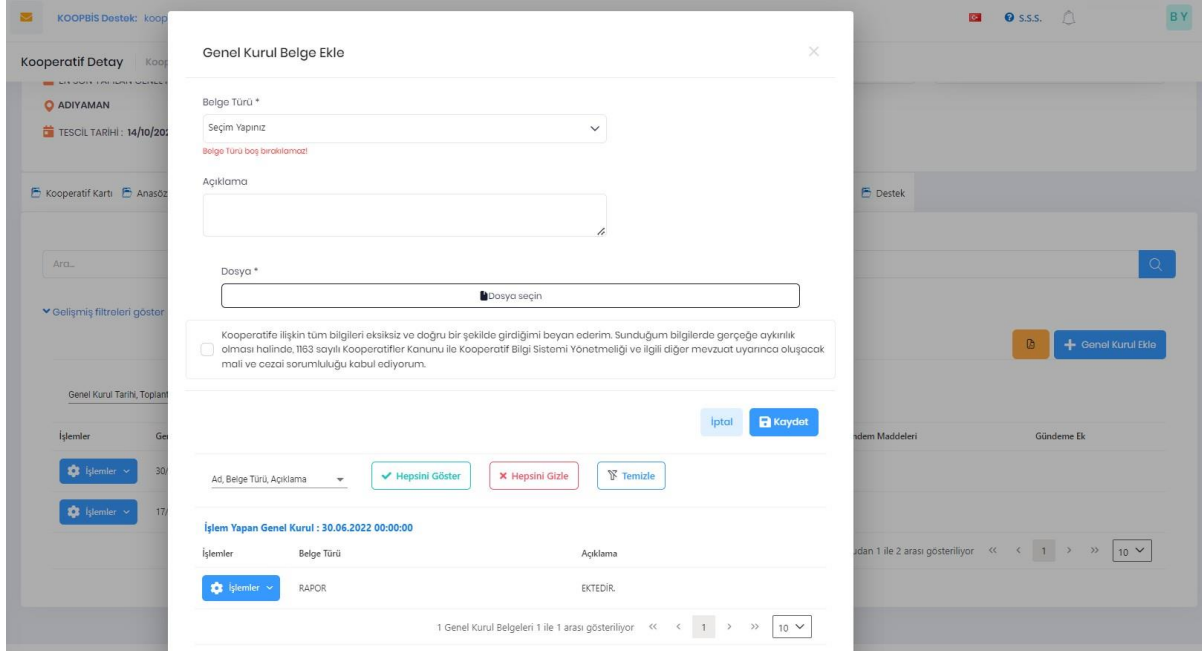 KOOPBİS Destek: koop
S.S.S.
B Y
Kooperatif Detay
Genel Kurul Belge Ekle
ADIYAMAN
TESCİL TARİHİ : 14/10/202
Belge Türü *
Seçim Yapınız
Belge Türü boş bırakılamaz!
Kooperatif Kartı Anasöz
Destek
Açıklama
Ara...
Dosya *
Dosya seçin
Gelişmiş filtreleri göster
Kooperatife ilişkin tüm bilgileri eksiksiz ve doğru bir şekilde girdiğimi beyan ederim. Sunduğum bilgilerde gerçeğe aykırılık
olması halinde, 1163 sayılı Kooperatifler Kanunu ile Kooperatif Bilgi Sistemi Yönetmeliği ve ilgili diğer mevzuat uyarınca oluşacak
mali ve cezai sorumluluğu kabul ediyorum.
Genel Kurul Ekle
Genel Kurul Tarihi, Toplant
İptal Kaydet
İşlemler Ge
ndem Maddeleri Gündeme Ek
İşlemler 30/
Ad, Belge Türü, Açıklama Hepsini Göster Hepsini Gizle Temizle
İşlemler 17/
İşlem Yapan Genel Kurul : 30.06.2022 00:00:00
İşlemler Belge Türü Açıklama
udan 1 ile 2 arası gösteriliyor 1 10
İşlemler RAPOR EKTEDİR.
1 Genel Kurul Belgeleri 1 ile 1 arası gösteriliyor 1 10